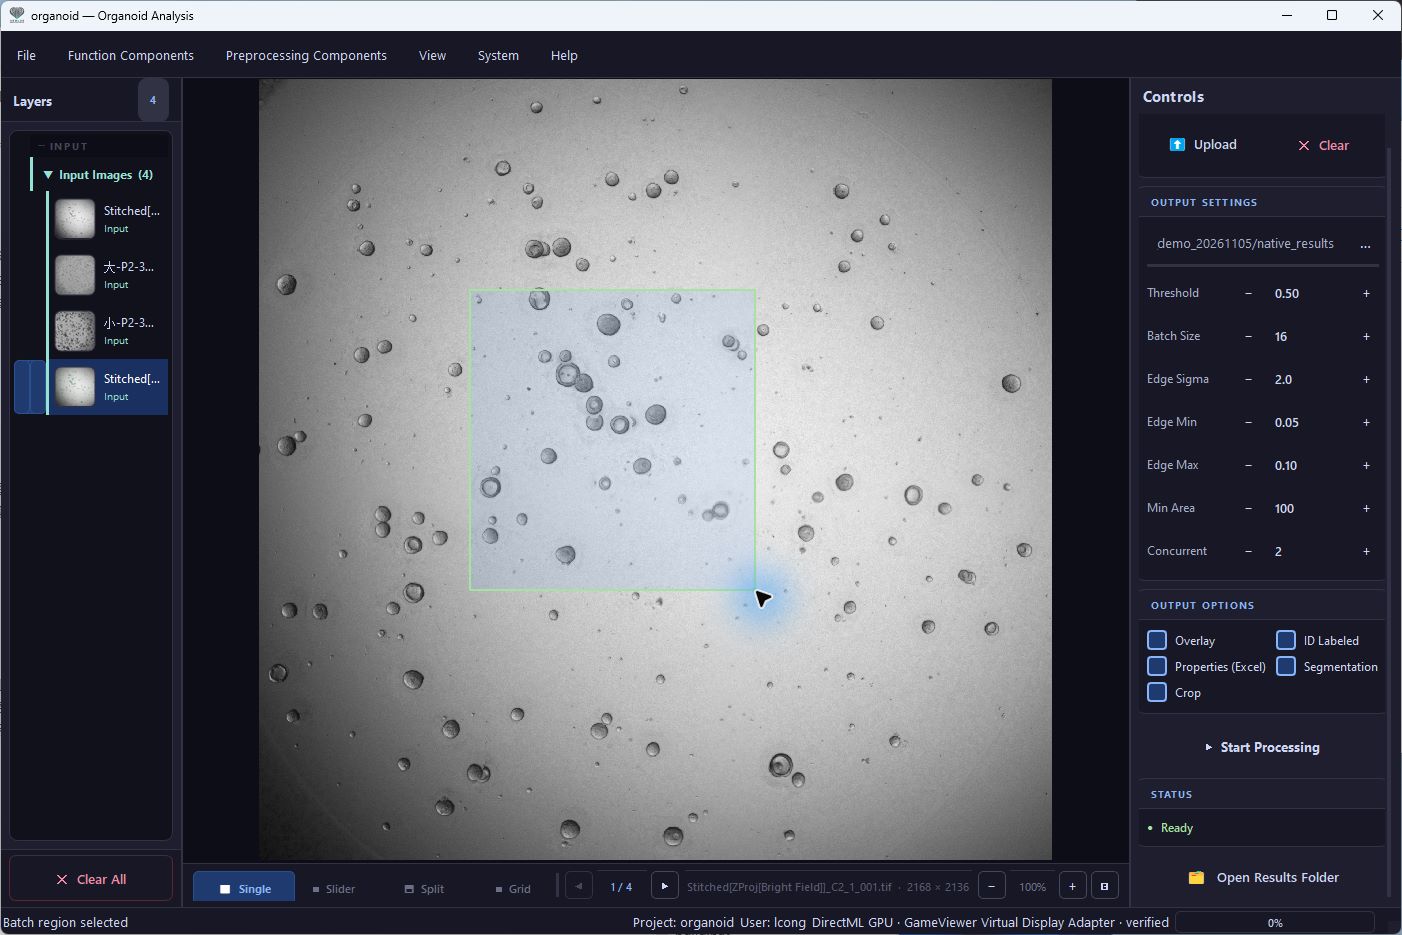 organoid — Organoid Analysis
File Function Components Preprocessing Components View System Help
Layers 4
INPUT
Input Images (4)
Stitched[...
Input
大-P2-3...
Input
小-P2-3...
Input
Stitched[...
Input
Clear All
Single Slider Split Grid 1 / 4 Stitched[ZProj[Bright Field]]_C2_1_001.tif · 2168 × 2136 − 100% +
Controls
Upload Clear
OUTPUT SETTINGS
demo_20261105/native_results ...
Threshold − 0.50 +
Batch Size − 16 +
Edge Sigma − 2.0 +
Edge Min − 0.05 +
Edge Max − 0.10 +
Min Area − 100 +
Concurrent − 2 +
OUTPUT OPTIONS
Overlay ID Labeled
Properties (Excel) Segmentation
Crop
Start Processing
STATUS
• Ready
Open Results Folder
Batch region selected Project: organoid User: lcong DirectML GPU · GameViewer Virtual Display Adapter · verified 0%